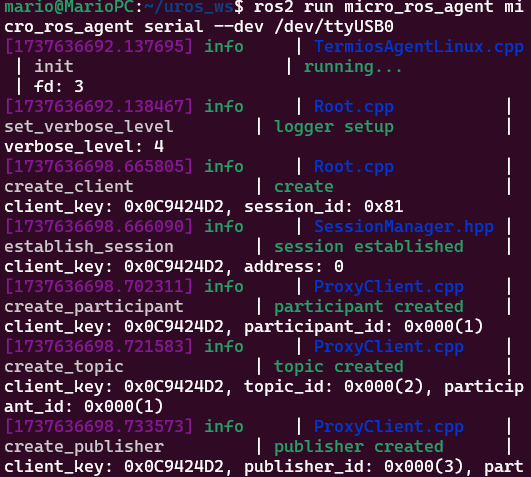 mario@MarioPC:~/uros_ws$ ros2 run micro_ros_agent mi
cro_ros_agent serial --dev /dev/ttyUSB0
[1737636692.137695] info | TermiosAgentLinux.cpp
| init | running...
| fd: 3
[1737636692.138467] info | Root.cpp |
set_verbose_level | logger setup |
verbose_level: 4
[1737636698.665805] info | Root.cpp |
create_client | create |
client_key: 0x0C9424D2, session_id: 0x81
[1737636698.666090] info | SessionManager.hpp |
establish_session | session established |
client_key: 0x0C9424D2, address: 0
[1737636698.702311] info | ProxyClient.cpp |
create_participant | participant created |
client_key: 0x0C9424D2, participant_id: 0x000(1)
[1737636698.721583] info | ProxyClient.cpp |
create_topic | topic created |
client_key: 0x0C9424D2, topic_id: 0x000(2), particip
ant_id: 0x000(1)
[1737636698.733573] info | ProxyClient.cpp |
create_publisher | publisher created |
client_key: 0x0C9424D2, publisher_id: 0x000(3), part